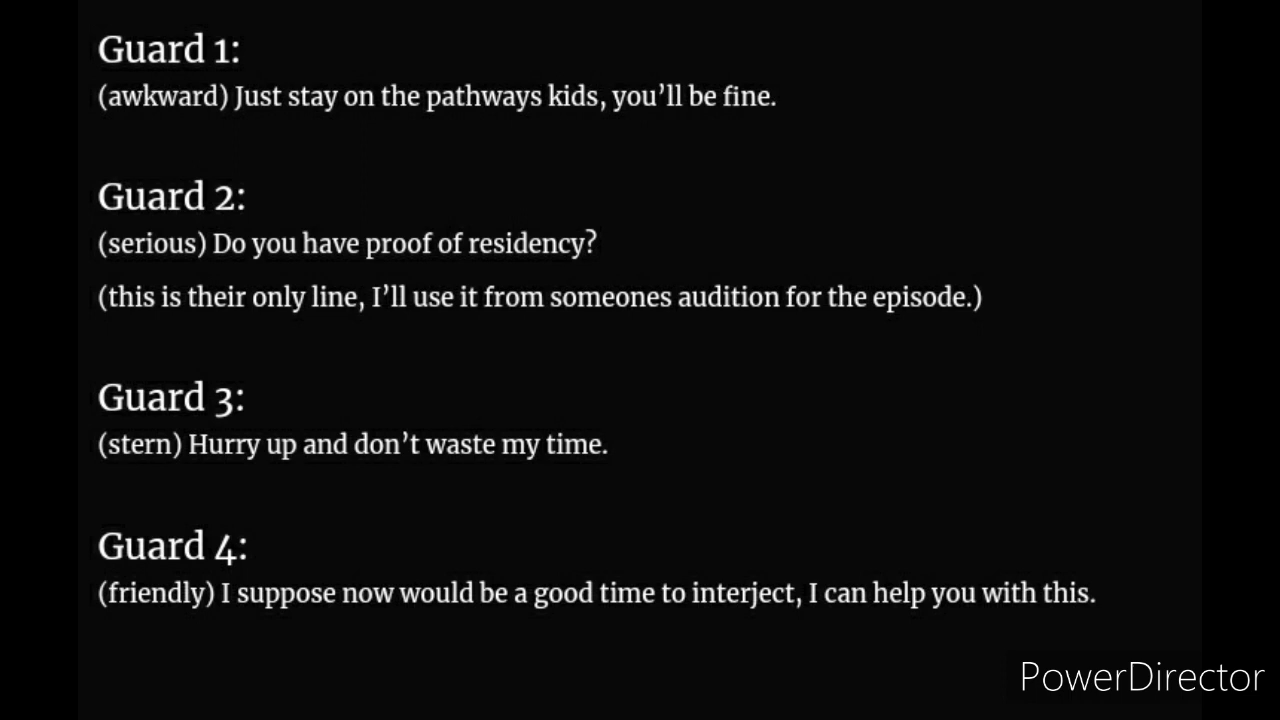 Guard 1:
(awkward) Just stay on the pathways kids, you’ll be fine.
Guard 2:
(serious) Do you have proof of residency?
(this is their only line, I’ll use it from someones audition for the episode.)
Guard 3:
(stern) Hurry up and don’t waste my time.
Guard 4:
(friendly) I suppose now would be a good time to interject, I can help you with this.
PowerDirector